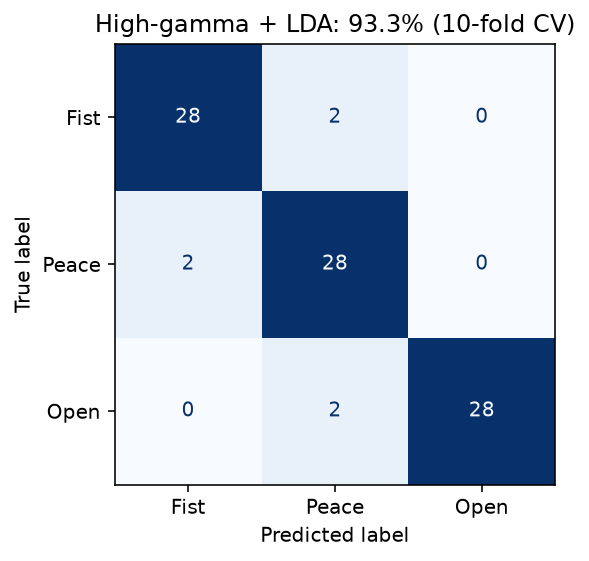 High-gamma + LDA: 93.3% (10-fold CV)
Fist 28 2 0
Peace 2 28 0
Open 0 2 28
Fist Peace Open
Predicted label
True label